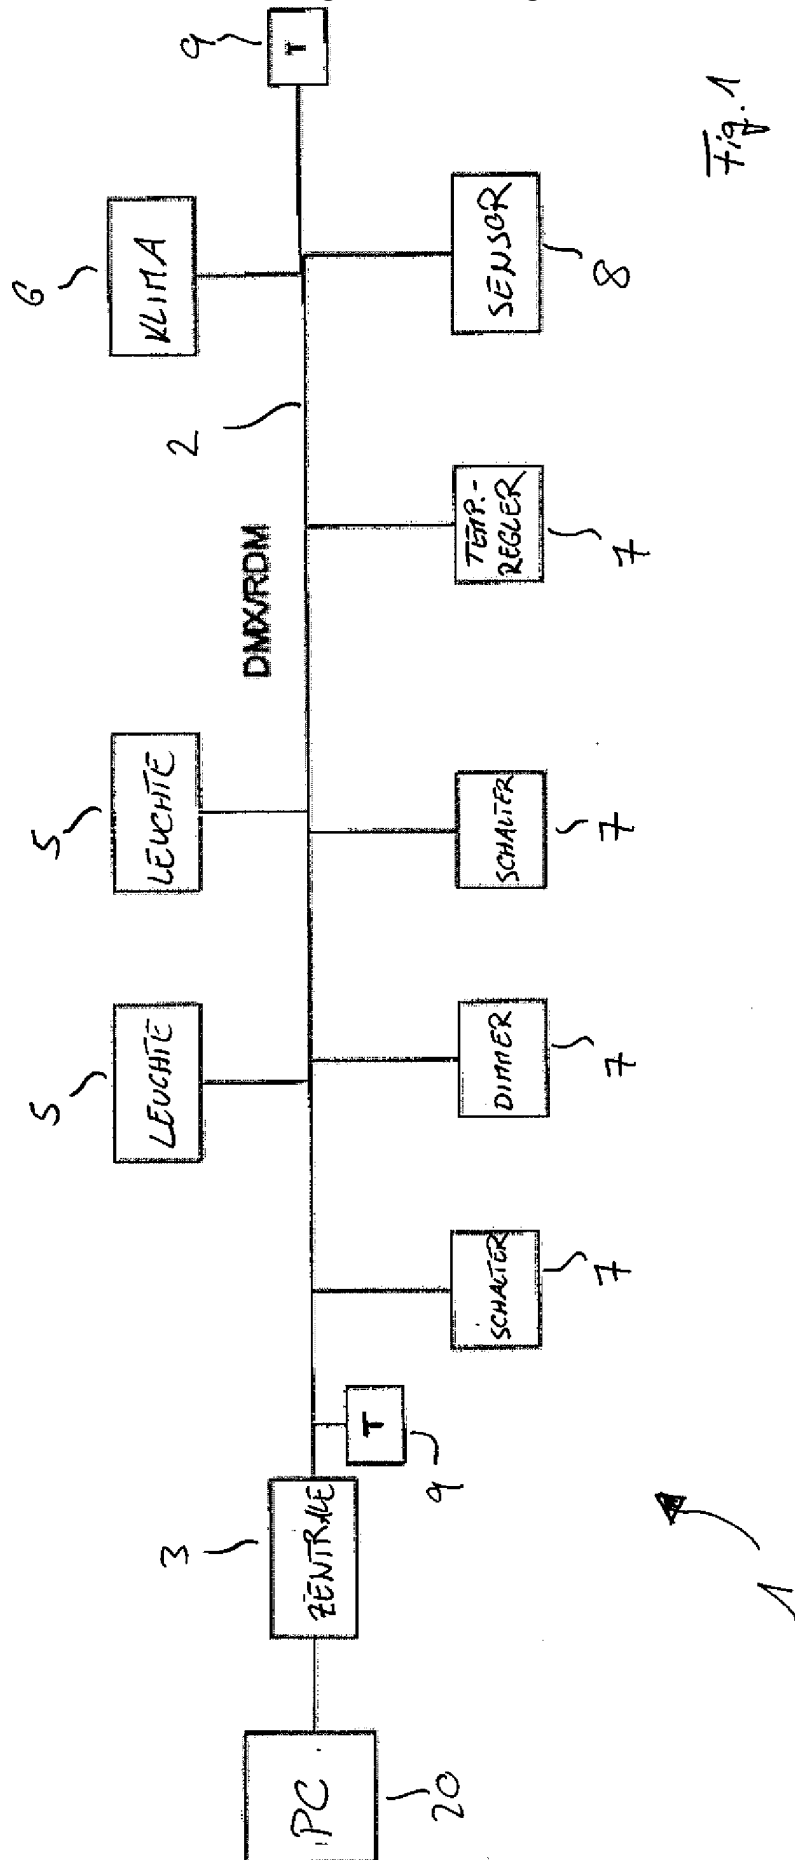 Fig. 1
9
T
6
KLIMA
2
DMX/RDM
5
LEUCHTE
5
LEUCHTE
SENSOR
8
TEMP.-
REGLER
7
SCHALTER
7
DIMMER
7
SCHALTER
7
T
9
3
ZENTRALE
PC
20
1